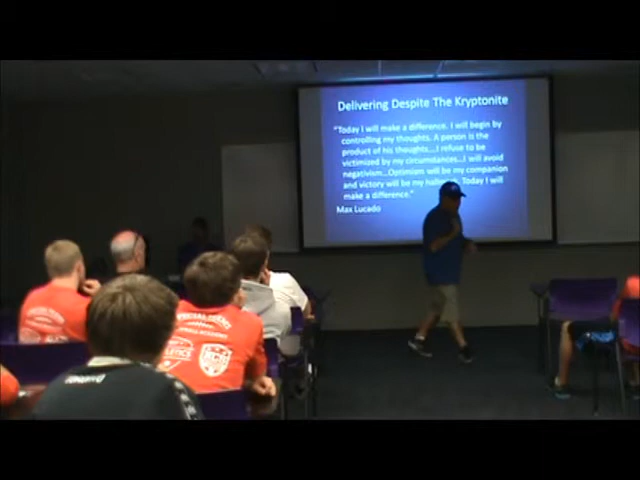 Delivering Despite The Kryptonite
"Today I will make a difference. I will begin by
controlling my thoughts. A person is the
product of his thoughts....I refuse to be
victimized by my circumstances...I will avoid
negativism...Optimism will be my companion
and victory will be my Today I will
make a difference."
Max Lucado
SPECIAL TEAMS